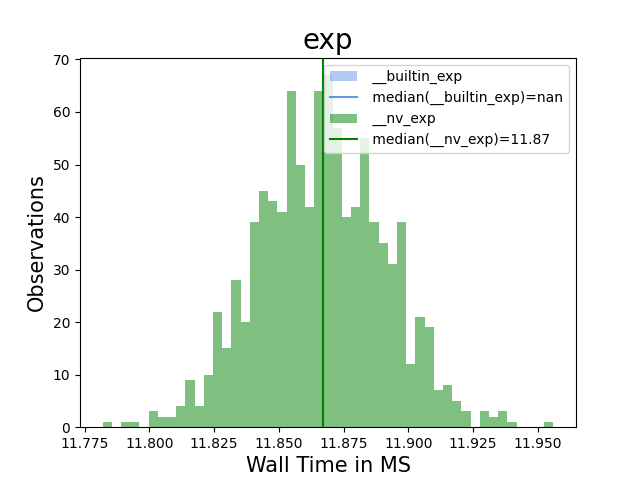 exp
70
60
50
40
30
20
10
0
Observations
__builtin_exp
median(__builtin_exp)=nan
__nv_exp
median(__nv_exp)=11.87
11.775 11.800 11.825 11.850 11.875 11.900 11.925 11.950
Wall Time in MS